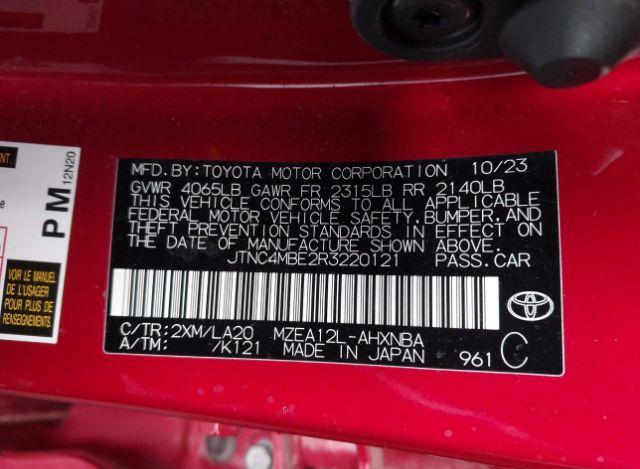 MFD.BY:TOYOTA MOTOR CORPORATION 10/23
GVWR 4065LB GAWR FR 2315LB RR 2140LB
THIS VEHICLE CONFORMS TO ALL APPLICABLE
FEDERAL MOTOR VEHICLE SAFETY,BUMPER,AND
THEFT PREVENTION STANDARDS IN EFFECT ON
THE DATE OF MANUFACTURE SHOWN ABOVE.
JTNC4MBE2R3220121 PASS.CAR
C/TR:2XM/LA20 MZEA12L-AHXNBA
A/TM: /K121 MADE IN JAPAN 961 C
PM
12N20
VOIR LE MANUEL
DE L'USAGER
POUR PLUS DE
RENSEIGNEMENTS